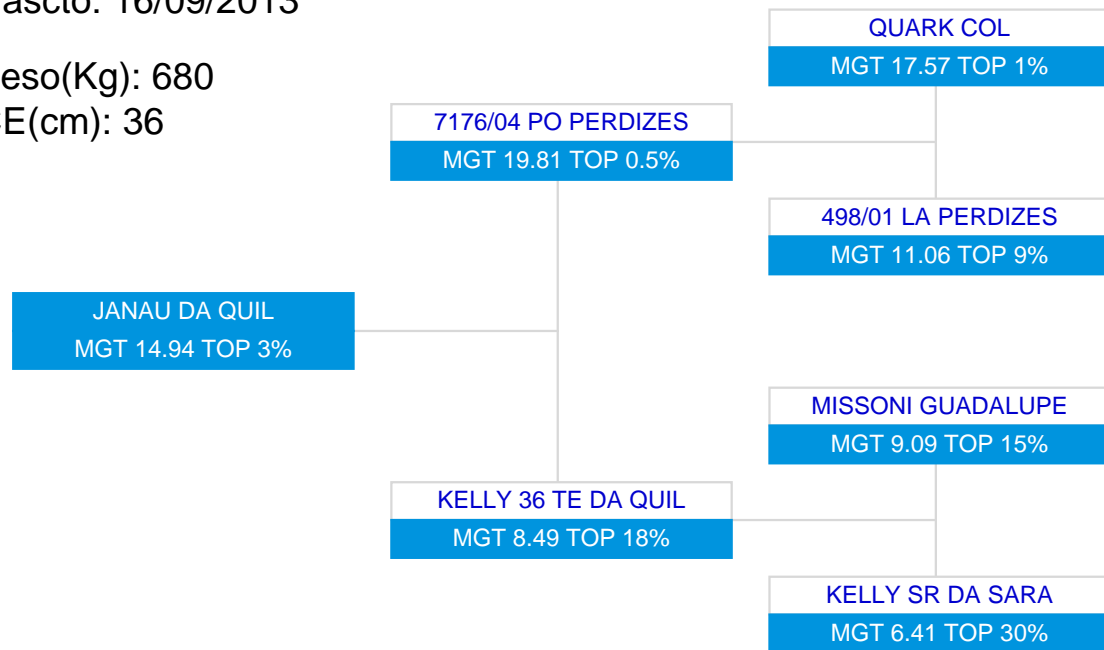 ascto: 16/09/2013
eso(Kg): 680
E(cm): 36
QUARK COL
MGT 17.57 TOP 1%
7176/04 PO PERDIZES
MGT 19.81 TOP 0.5%
498/01 LA PERDIZES
MGT 11.06 TOP 9%
JANAU DA QUIL
MGT 14.94 TOP 3%
MISSONI GUADALUPE
MGT 9.09 TOP 15%
KELLY 36 TE DA QUIL
MGT 8.49 TOP 18%
KELLY SR DA SARA
MGT 6.41 TOP 30%